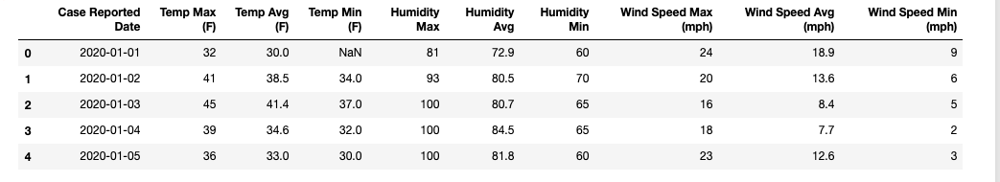 Case Reported Date Temp Max (F) Temp Avg (F) Temp Min (F) Humidity Max Humidity Avg Humidity Min Wind Speed Max (mph) Wind Speed Avg (mph) Wind Speed Min (mph)
0 2020-01-01 32 30.0 NaN 81 72.9 60 24 18.9 9
1 2020-01-02 41 38.5 34.0 93 80.5 70 20 13.6 6
2 2020-01-03 45 41.4 37.0 100 80.7 65 16 8.4 5
3 2020-01-04 39 34.6 32.0 100 84.5 65 18 7.7 2
4 2020-01-05 36 33.0 30.0 100 81.8 60 23 12.6 3